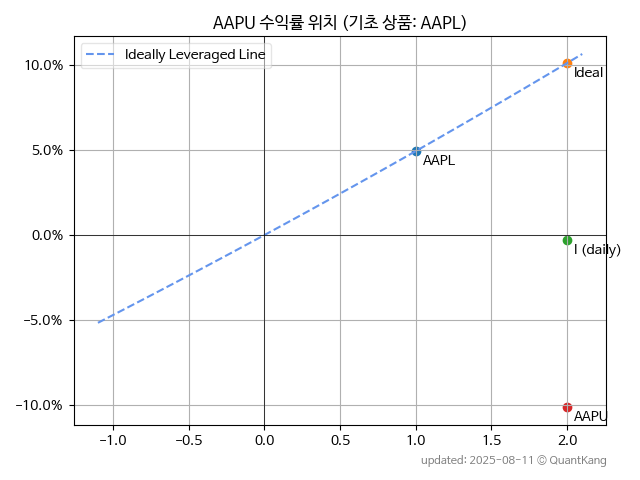 AAPU 수익률 위치 (기초 상품: AAPL)
Ideally Leveraged Line
10.0%
Ideal
5.0%
AAPL
0.0%
I (daily)
−5.0%
−10.0%
AAPU
−1.0 −0.5 0.0 0.5 1.0 1.5 2.0
updated: 2025-08-11 © QuantKang